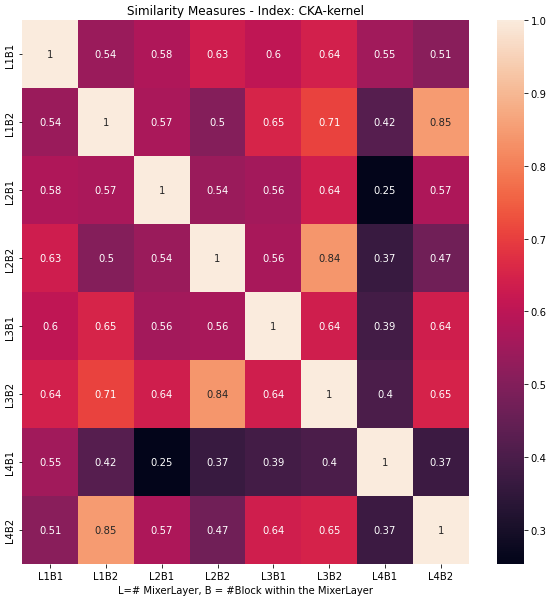 Similarity Measures - Index: CKA-kernel
L1B1 1 0.54 0.58 0.63 0.6 0.64 0.55 0.51
L1B2 0.54 1 0.57 0.5 0.65 0.71 0.42 0.85
L2B1 0.58 0.57 1 0.54 0.56 0.64 0.25 0.57
L2B2 0.63 0.5 0.54 1 0.56 0.84 0.37 0.47
L3B1 0.6 0.65 0.56 0.56 1 0.64 0.39 0.64
L3B2 0.64 0.71 0.64 0.84 0.64 1 0.4 0.65
L4B1 0.55 0.42 0.25 0.37 0.39 0.4 1 0.37
L4B2 0.51 0.85 0.57 0.47 0.64 0.65 0.37 1
L1B1 L1B2 L2B1 L2B2 L3B1 L3B2 L4B1 L4B2
L=# MixerLayer, B = #Block within the MixerLayer
1.0
0.9
0.8
0.7
0.6
0.5
0.4
0.3